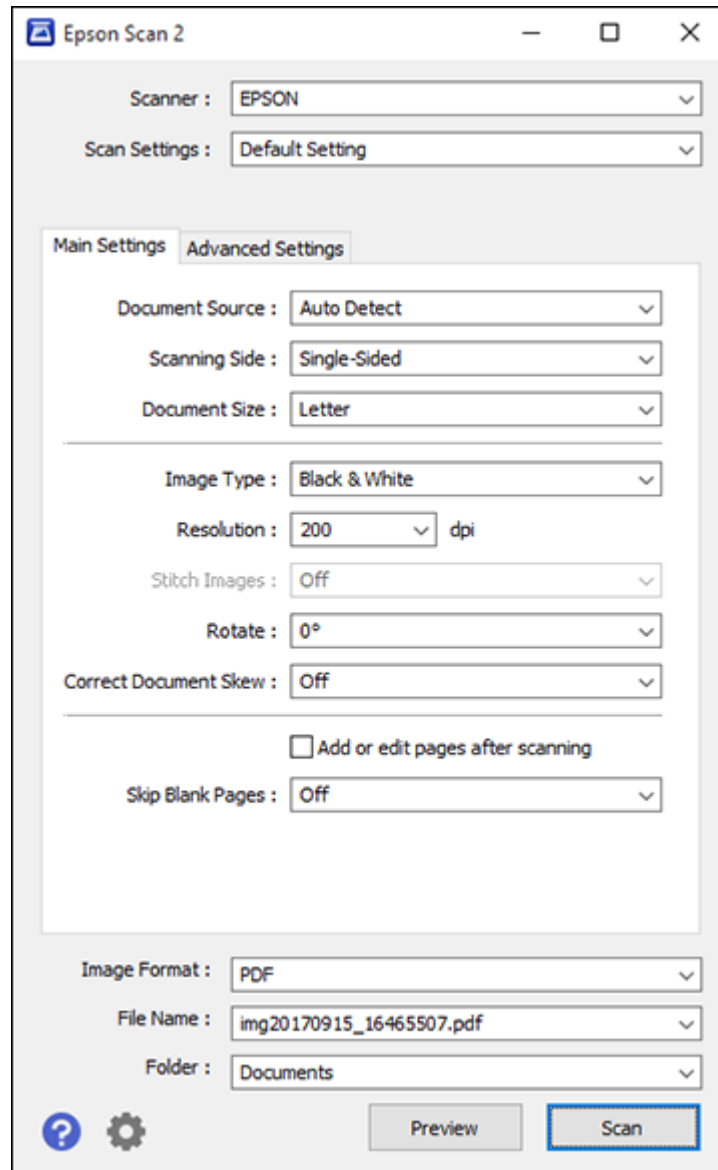 Epson Scan 2
Scanner : EPSON
Scan Settings : Default Setting
Main Settings Advanced Settings
Document Source : Auto Detect
Scanning Side : Single-Sided
Document Size : Letter
Image Type : Black & White
Resolution : 200 dpi
Stitch Images : Off
Rotate : 0°
Correct Document Skew : Off
Add or edit pages after scanning
Skip Blank Pages : Off
Image Format : PDF
File Name : img20170915_16465507.pdf
Folder : Documents
? Preview Scan